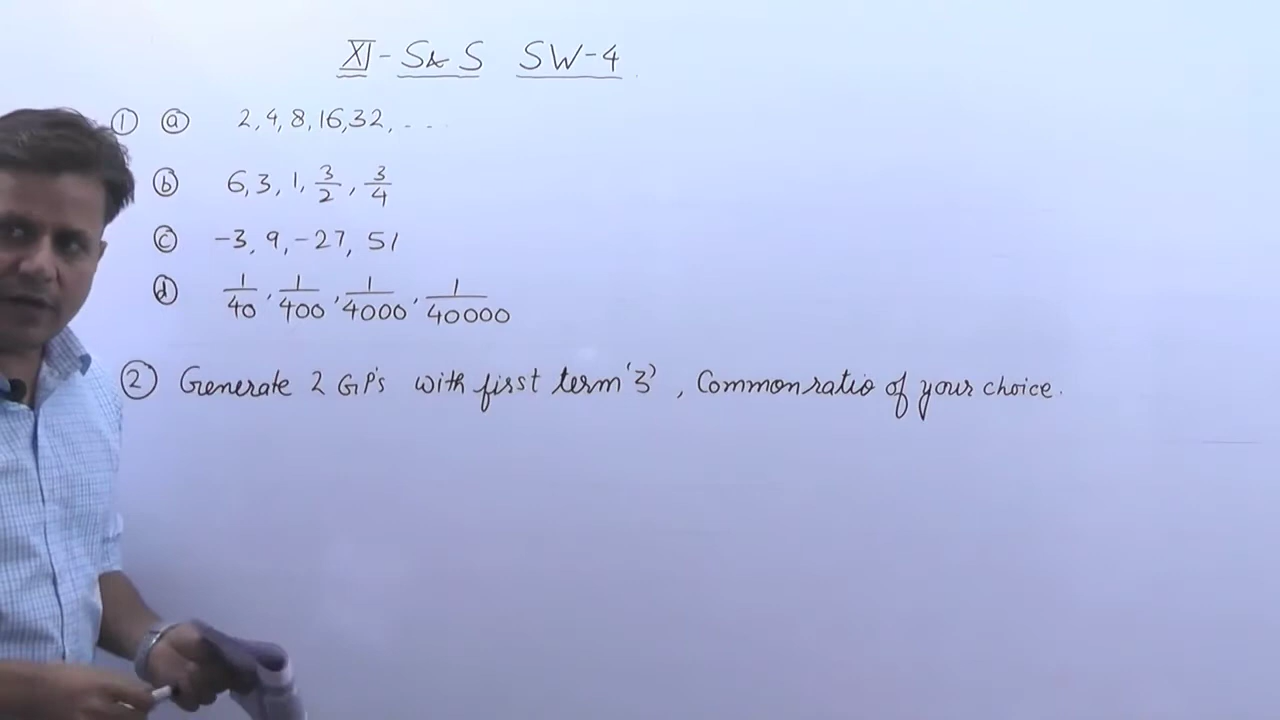 XI - S & S SW-4
① ⓐ 2, 4, 8, 16, 32, ...
ⓑ 6, 3, 1, 3/2, 3/4
ⓒ -3, 9, -27, 51
ⓓ 1/40, 1/400, 1/4000, 1/40000
② Generate 2 GP's with first term '3', Common ratio of your choice.